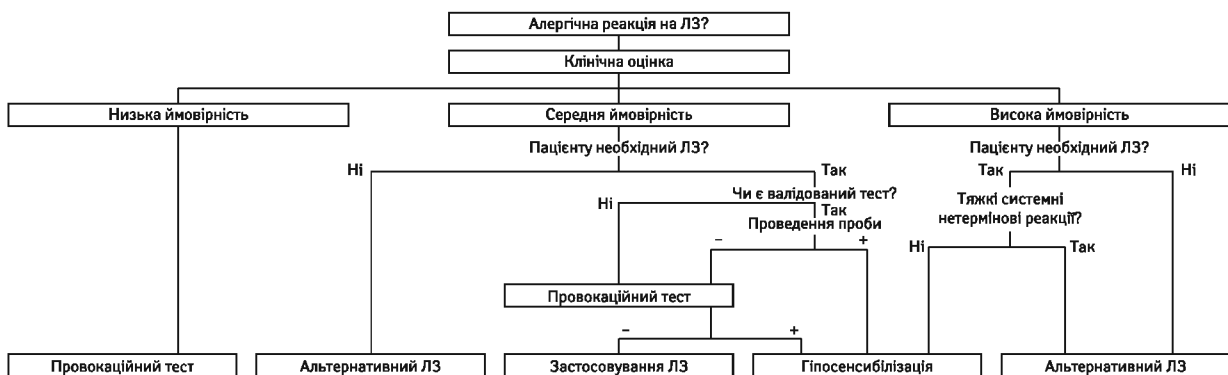 Алергічна реакція на ЛЗ?
Клінічна оцінка
Низька ймовірність
Середня ймовірність
Висока ймовірність
Пацієнту необхідний ЛЗ?
Пацієнту необхідний ЛЗ?
Ні
Так
Так
Ні
Чи є валідований тест?
Ні
Так
Проведення проби
Тяжкі системні
нетермінові реакції?
–
+
Ні
Так
Провокаційний тест
–
+
Провокаційний тест
Альтернативний ЛЗ
Застосовування ЛЗ
Гіпосенсибілізація
Альтернативний ЛЗ